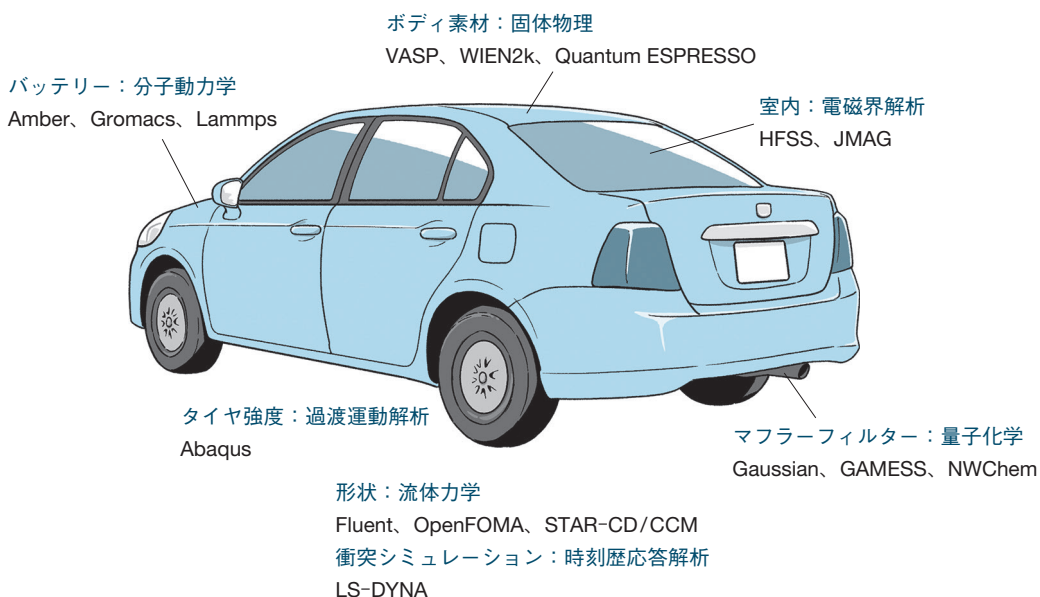 ボディ素材：固体物理
VASP、WIEN2k、Quantum ESPRESSO
バッテリー：分子動力学
Amber、Gromacs、Lammps
室内：電磁界解析
HFSS、JMAG
タイヤ強度：過渡運動解析
Abaqus
マフラーフィルター：量子化学
Gaussian、GAMESS、NWChem
形状：流体力学
Fluent、OpenFOMA、STAR-CD/CCM
衝突シミュレーション：時刻歴応答解析
LS-DYNA